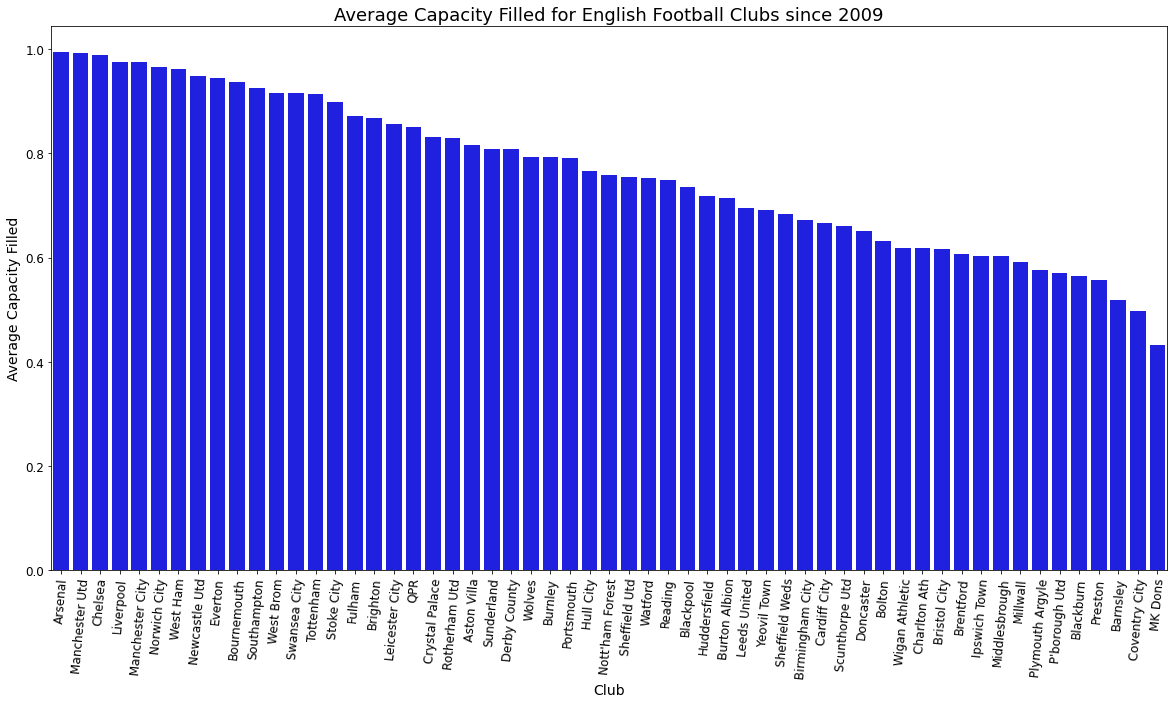 Average Capacity Filled for English Football Clubs since 2009
Average Capacity Filled
1.0
0.8
0.6
0.4
0.2
0.0
Arsenal
Manchester Utd
Chelsea
Liverpool
Manchester City
Norwich City
West Ham
Newcastle Utd
Everton
Bournemouth
Southampton
West Brom
Swansea City
Tottenham
Stoke City
Fulham
Brighton
Leicester City
QPR
Crystal Palace
Rotherham Utd
Aston Villa
Sunderland
Derby County
Wolves
Burnley
Portsmouth
Hull City
Nott'ham Forest
Sheffield Utd
Watford
Reading
Blackpool
Huddersfield
Burton Albion
Leeds United
Yeovil Town
Sheffield Weds
Birmingham City
Cardiff City
Scunthorpe Utd
Doncaster
Bolton
Wigan Athletic
Charlton Ath
Bristol City
Brentford
Ipswich Town
Middlesbrough
Millwall
Plymouth Argyle
P'borough Utd
Blackburn
Preston
Barnsley
Coventry City
MK Dons
Club